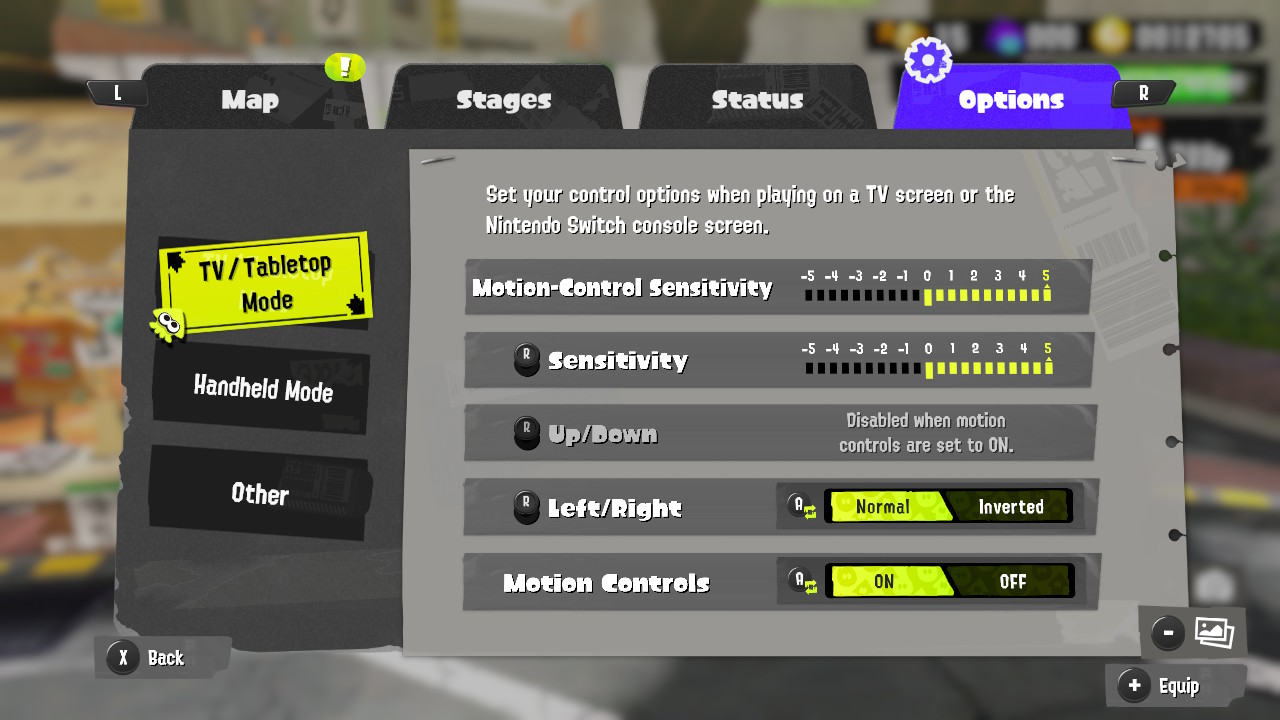 L
Map
!
Stages
Status
Options
R
Set your control options when playing on a TV screen or the
Nintendo Switch console screen.
TV/Tabletop
Mode
Handheld Mode
Other
Motion-Control Sensitivity
-5 -4 -3 -2 -1 0 1 2 3 4 5
R Sensitivity
-5 -4 -3 -2 -1 0 1 2 3 4 5
R Up/Down
Disabled when motion
controls are set to ON.
R Left/Right
A Normal Inverted
Motion Controls
A ON OFF
X Back
-
+ Equip